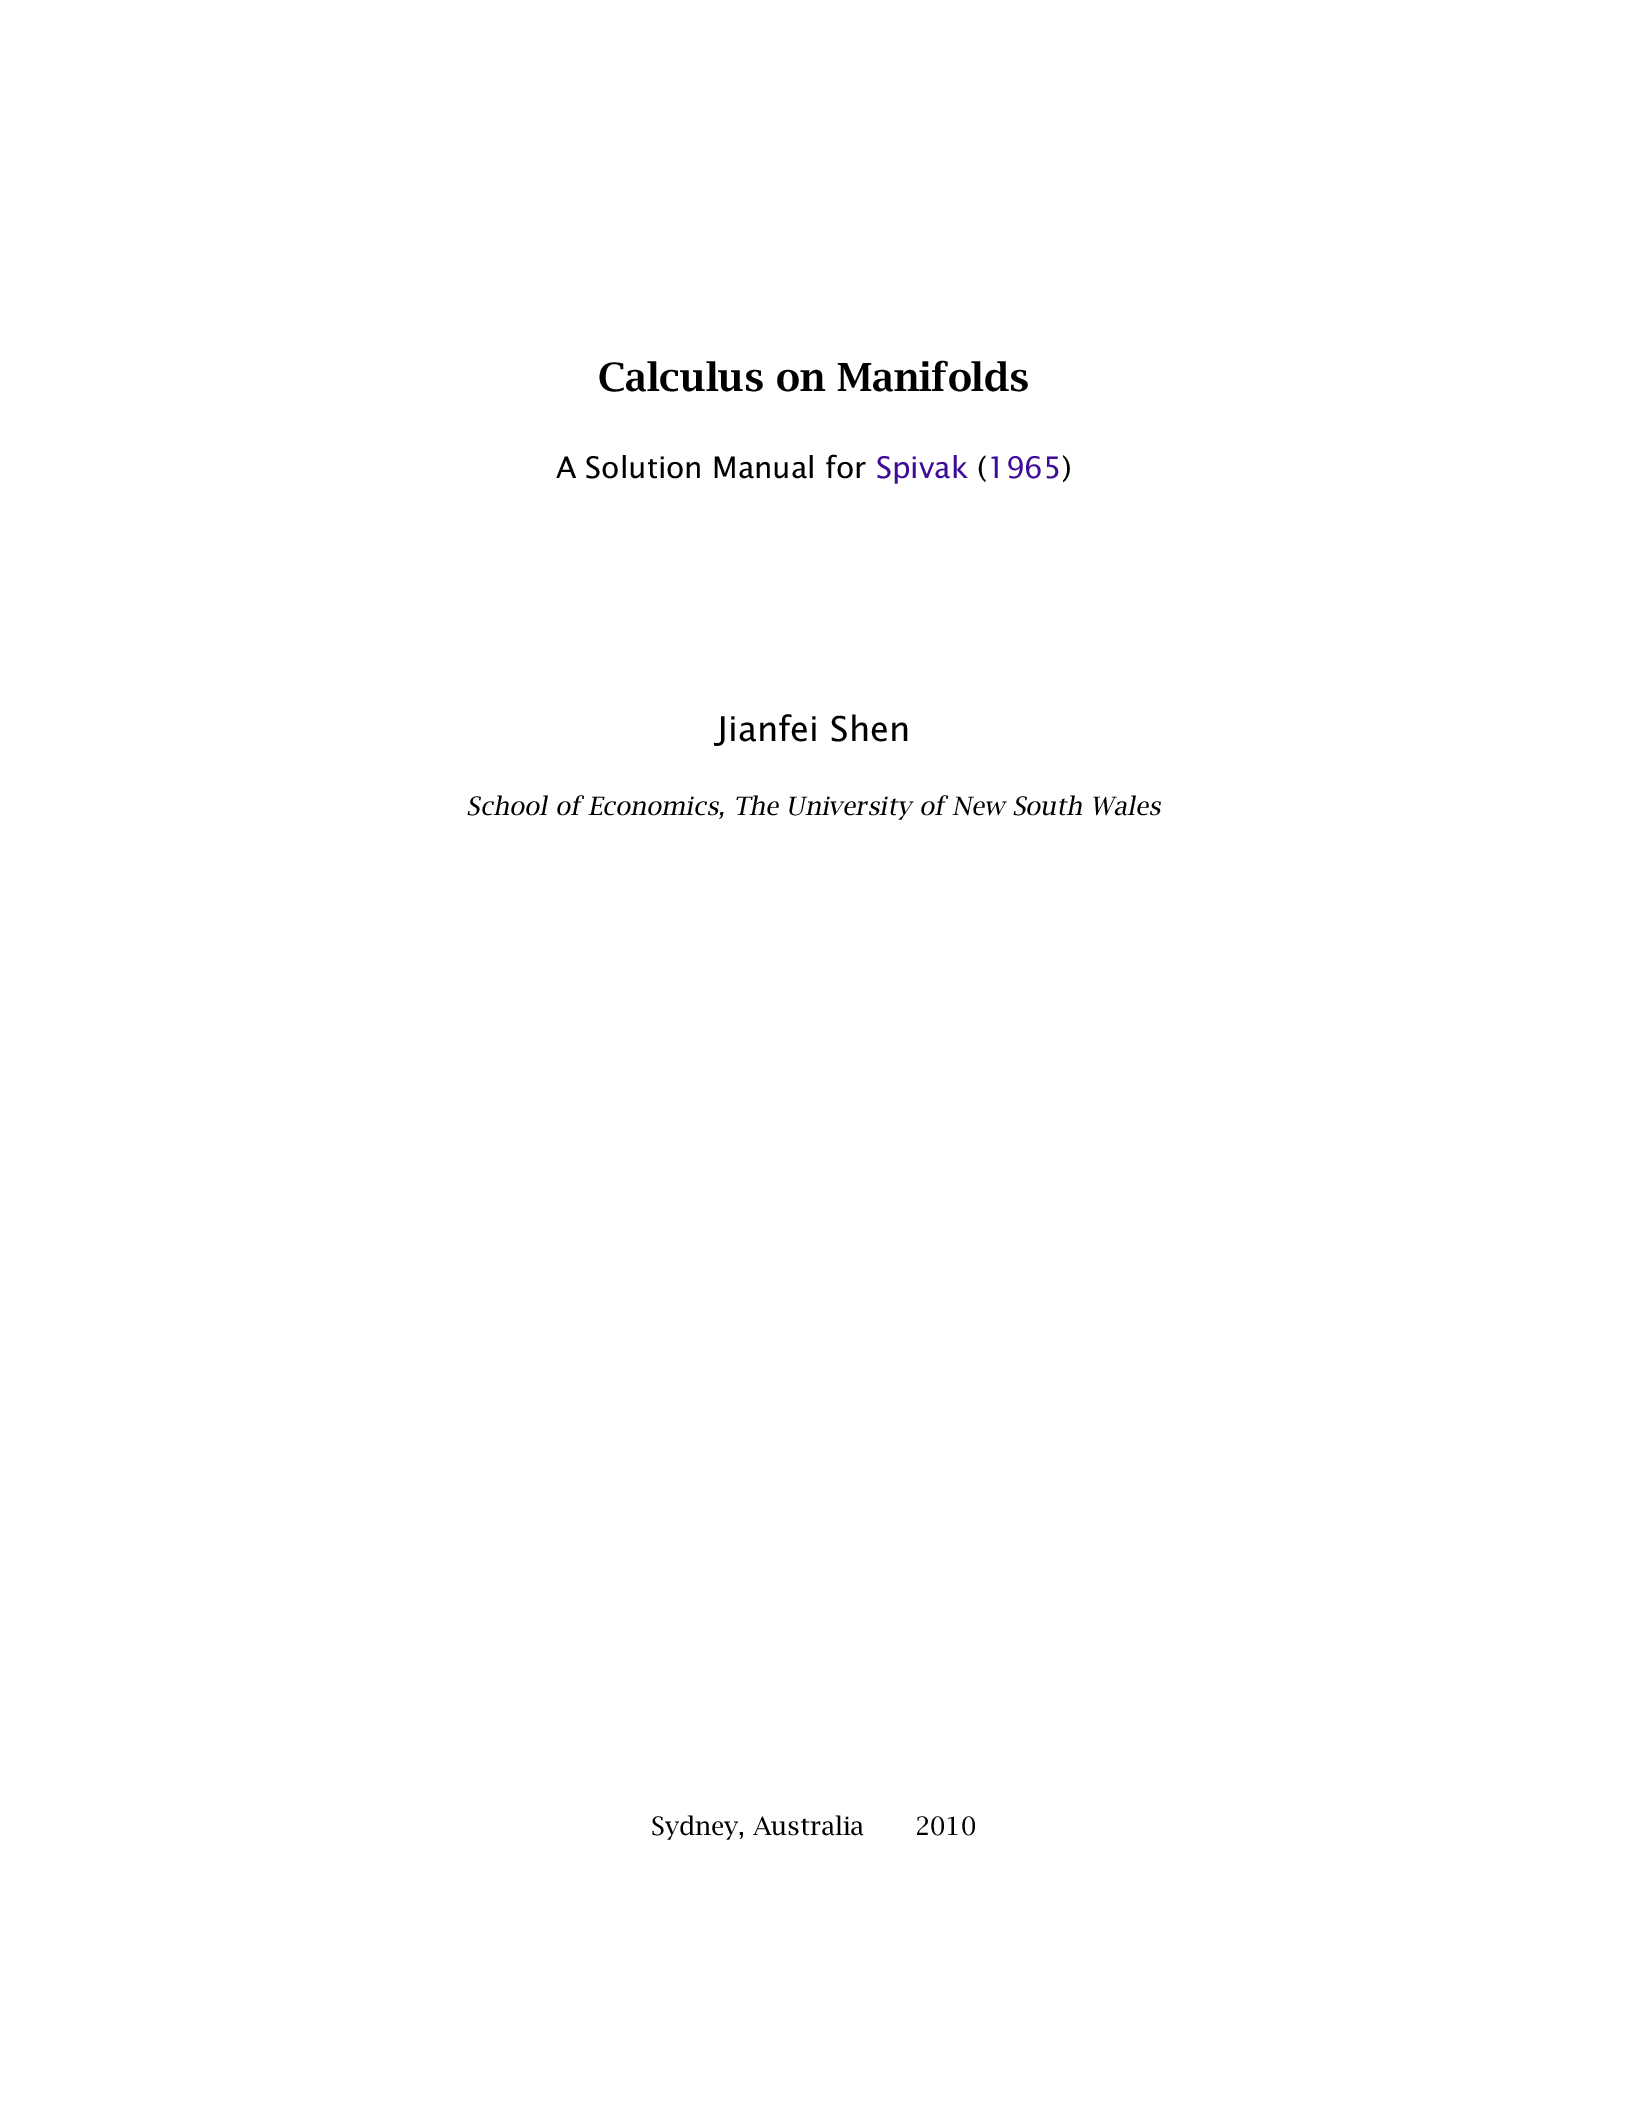 Calculus on Manifolds
A Solution Manual for Spivak (1965)
Jianfei Shen
School of Economics, The University of New South Wales
Sydney, Australia 2010